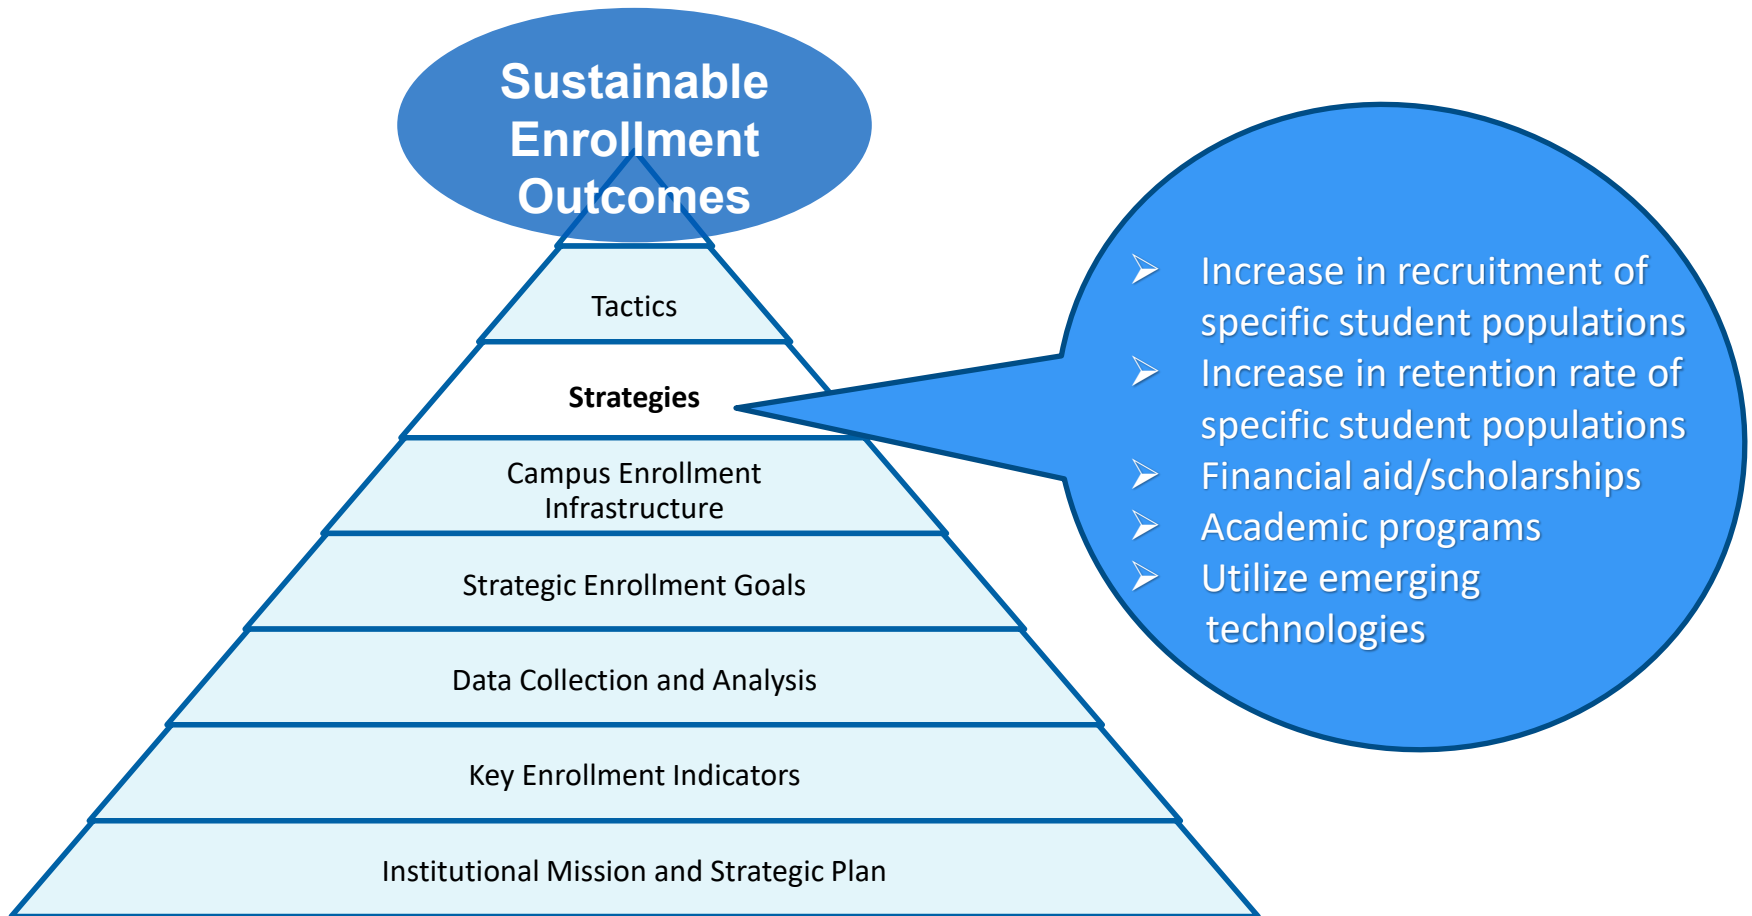 Sustainable
Enrollment
Outcomes
Tactics
Strategies
Campus Enrollment
Infrastructure
Strategic Enrollment Goals
Data Collection and Analysis
Key Enrollment Indicators
Institutional Mission and Strategic Plan
➢ Increase in recruitment of
specific student populations
➢ Increase in retention rate of
specific student populations
➢ Financial aid/scholarships
➢ Academic programs
➢ Utilize emerging
technologies